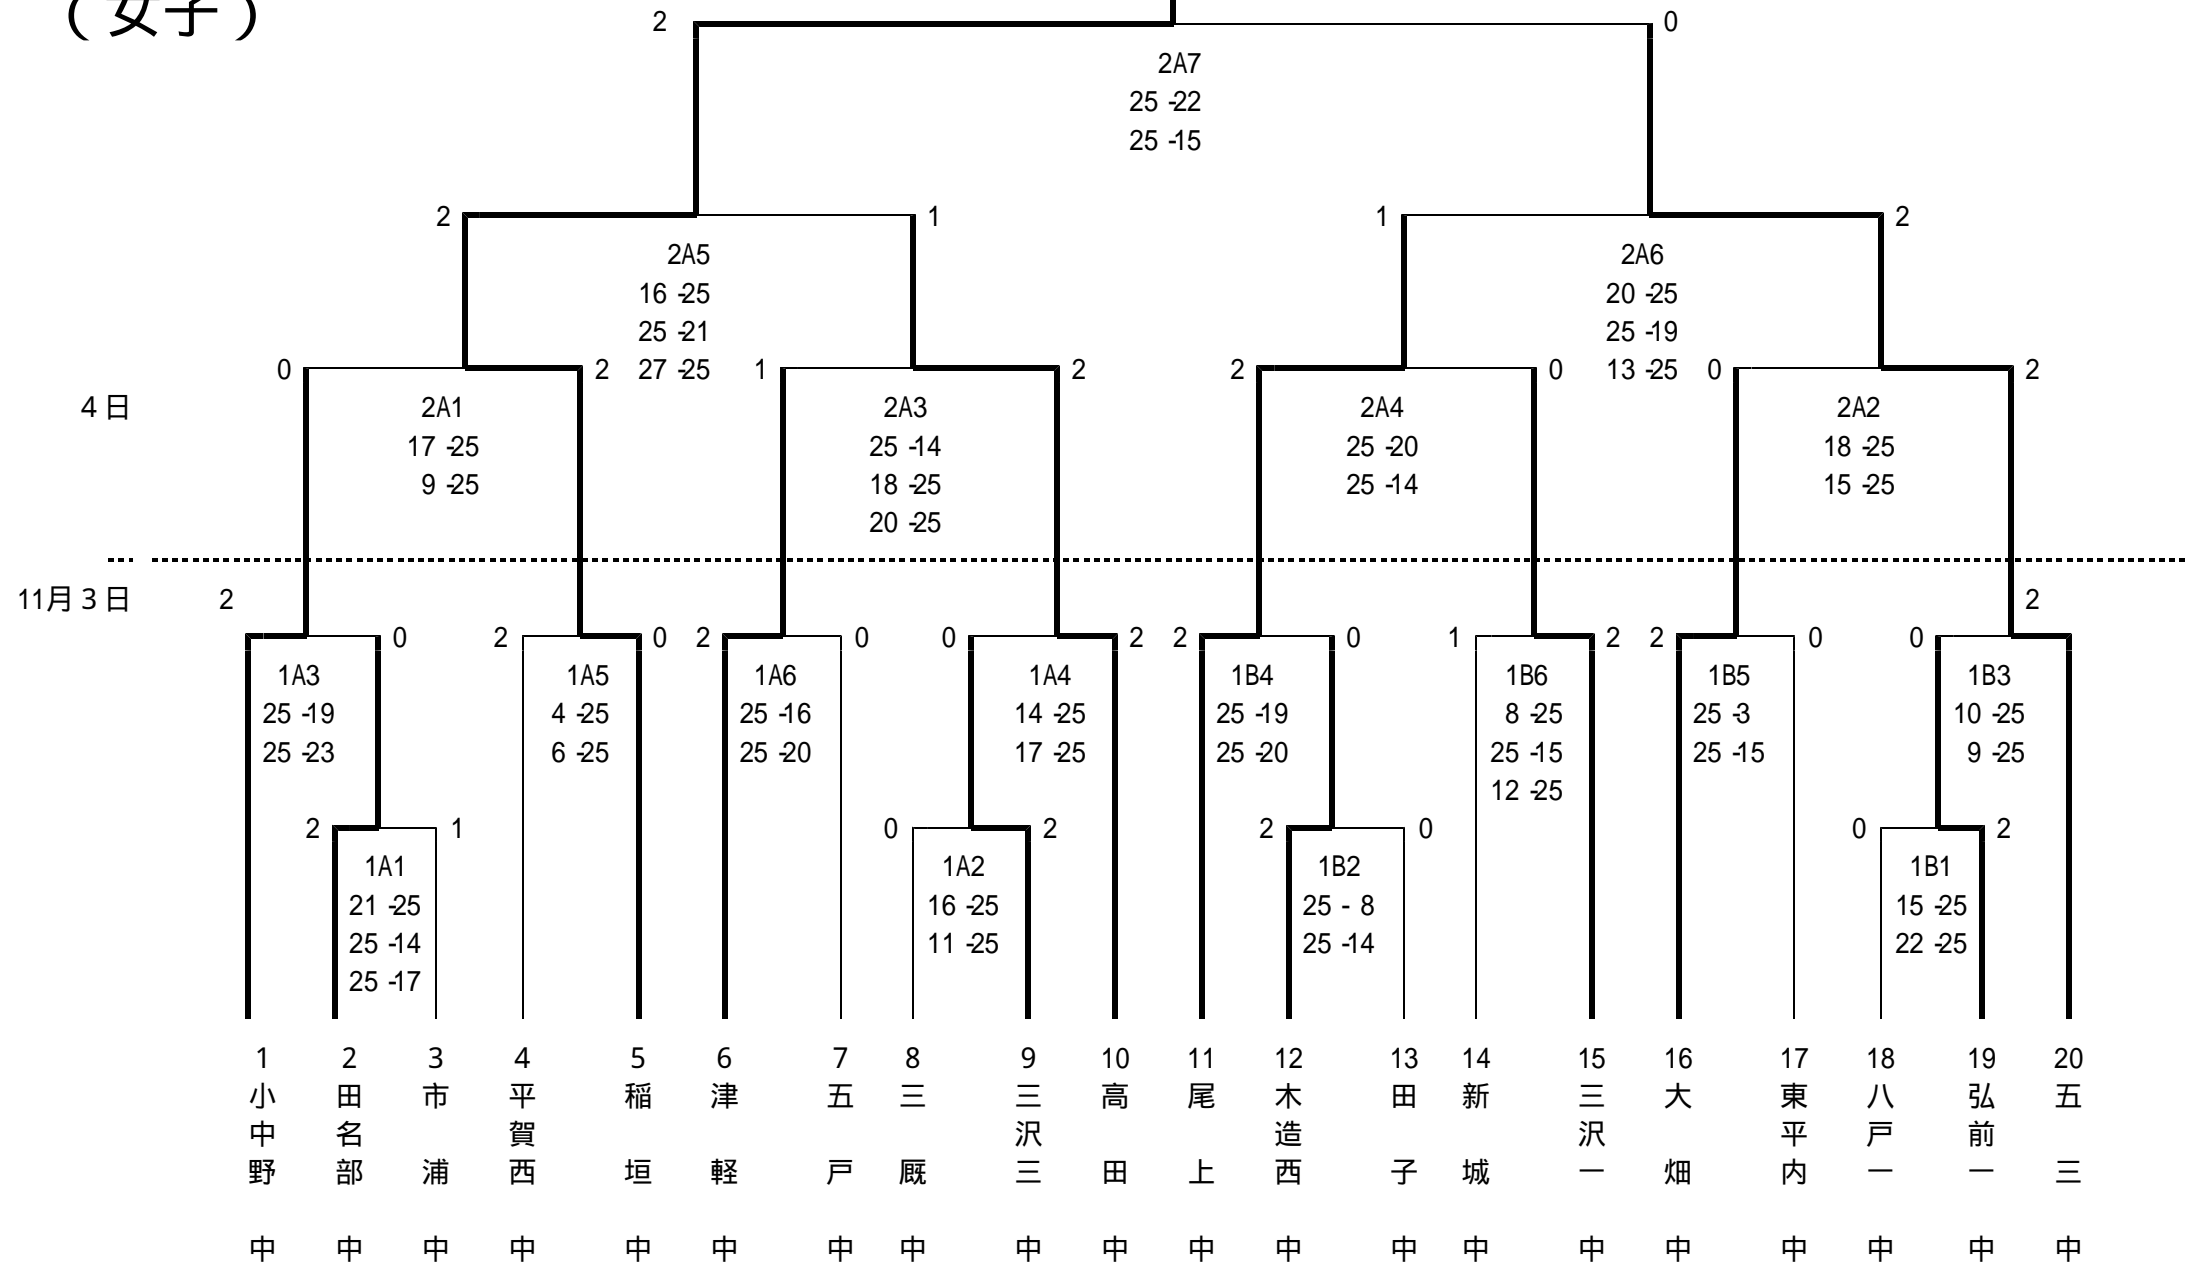 （女子）
2 0
2A7
25 -22
25 -15
2 1 1 2
2A5 2A6
16 -25 20 -25
25 -21 25 -19
0 2 27 -25 1 2 2 0 13 -25 0 2
4日 2A1 2A3 2A4 2A2
17 -25 25 -14 25 -20 18 -25
9 -25 18 -25 25 -14 15 -25
20 -25
11月3日 2 2
0 2 0 2 0 0 2 2 0 1 2 2 0 0
1A3 1A5 1A6 1A4 1B4 1B6 1B5 1B3
25 -19 4 -25 25 -16 14 -25 25 -19 8 -25 25 -3 10 -25
25 -23 6 -25 25 -20 17 -25 25 -20 25 -15 25 -15 9 -25
12 -25
2 1 0 2 2 0 0 2
1A1 1A2 1B2 1B1
21 -25 16 -25 25 - 8 15 -25
25 -14 11 -25 25 -14 22 -25
25 -17
1 2 3 4 5 6 7 8 9 10 11 12 13 14 15 16 17 18 19 20
小中野中
田名部中
市浦中
平賀西中
稲垣中
津軽中
五戸中
三厩中
三沢三中
高田中
尾上中
木造西中
田子中
新城中
三沢一中
大畑中
東平内中
八戸一中
弘前一中
五三中